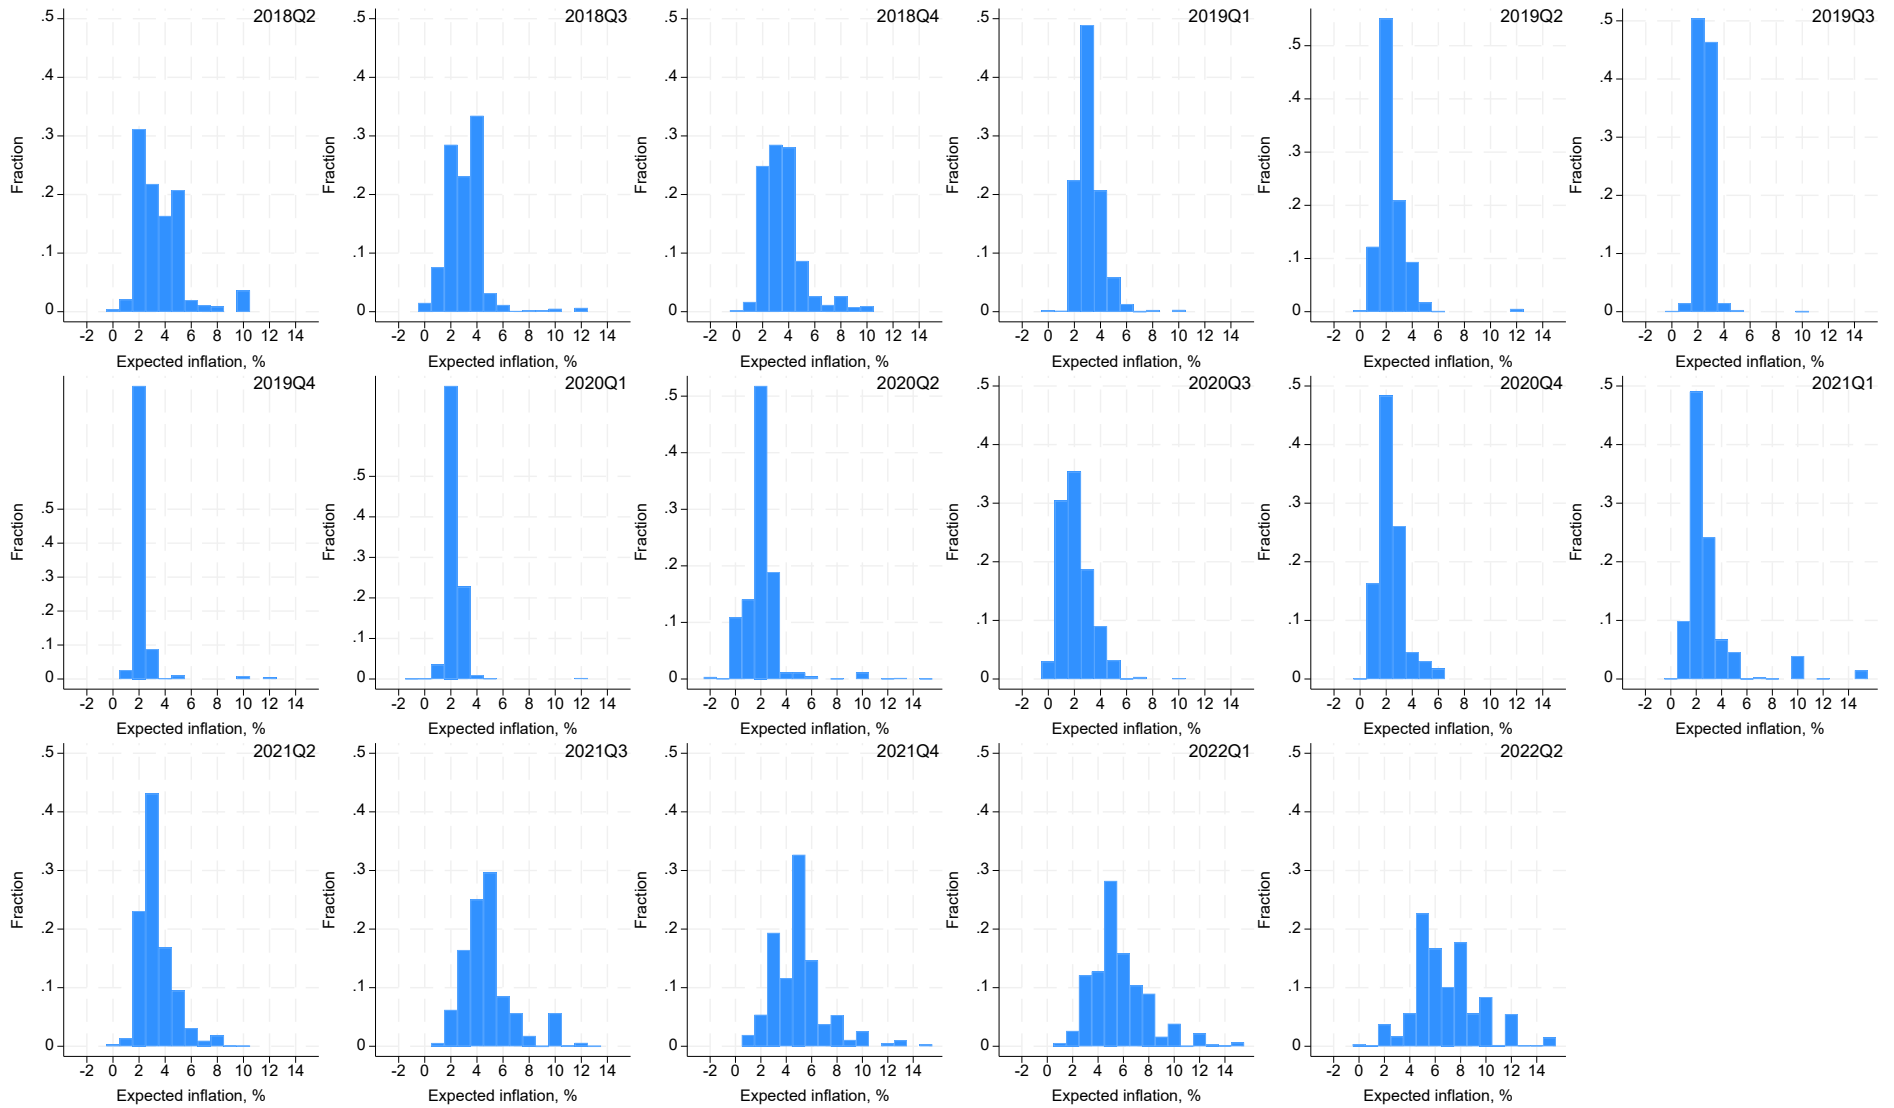 2018Q2
.5
.4
.3
.2
.1
0
Fraction
-2 0 2 4 6 8 10 12 14
Expected inflation, %
2018Q3
.5
.4
.3
.2
.1
0
Fraction
-2 0 2 4 6 8 10 12 14
Expected inflation, %
2018Q4
.5
.4
.3
.2
.1
0
Fraction
-2 0 2 4 6 8 10 12 14
Expected inflation, %
2019Q1
.5
.4
.3
.2
.1
0
Fraction
-2 0 2 4 6 8 10 12 14
Expected inflation, %
2019Q2
.5
.4
.3
.2
.1
0
Fraction
-2 0 2 4 6 8 10 12 14
Expected inflation, %
2019Q3
.5
.4
.3
.2
.1
0
Fraction
-2 0 2 4 6 8 10 12 14
Expected inflation, %
2019Q4
.5
.4
.3
.2
.1
0
Fraction
-2 0 2 4 6 8 10 12 14
Expected inflation, %
2020Q1
.5
.4
.3
.2
.1
0
Fraction
-2 0 2 4 6 8 10 12 14
Expected inflation, %
2020Q2
.5
.4
.3
.2
.1
0
Fraction
-2 0 2 4 6 8 10 12 14
Expected inflation, %
2020Q3
.5
.4
.3
.2
.1
0
Fraction
-2 0 2 4 6 8 10 12 14
Expected inflation, %
2020Q4
.5
.4
.3
.2
.1
0
Fraction
-2 0 2 4 6 8 10 12 14
Expected inflation, %
2021Q1
.5
.4
.3
.2
.1
0
Fraction
-2 0 2 4 6 8 10 12 14
Expected inflation, %
2021Q2
.5
.4
.3
.2
.1
0
Fraction
-2 0 2 4 6 8 10 12 14
Expected inflation, %
2021Q3
.5
.4
.3
.2
.1
0
Fraction
-2 0 2 4 6 8 10 12 14
Expected inflation, %
2021Q4
.5
.4
.3
.2
.1
0
Fraction
-2 0 2 4 6 8 10 12 14
Expected inflation, %
2022Q1
.5
.4
.3
.2
.1
0
Fraction
-2 0 2 4 6 8 10 12 14
Expected inflation, %
2022Q2
.5
.4
.3
.2
.1
0
Fraction
-2 0 2 4 6 8 10 12 14
Expected inflation, %